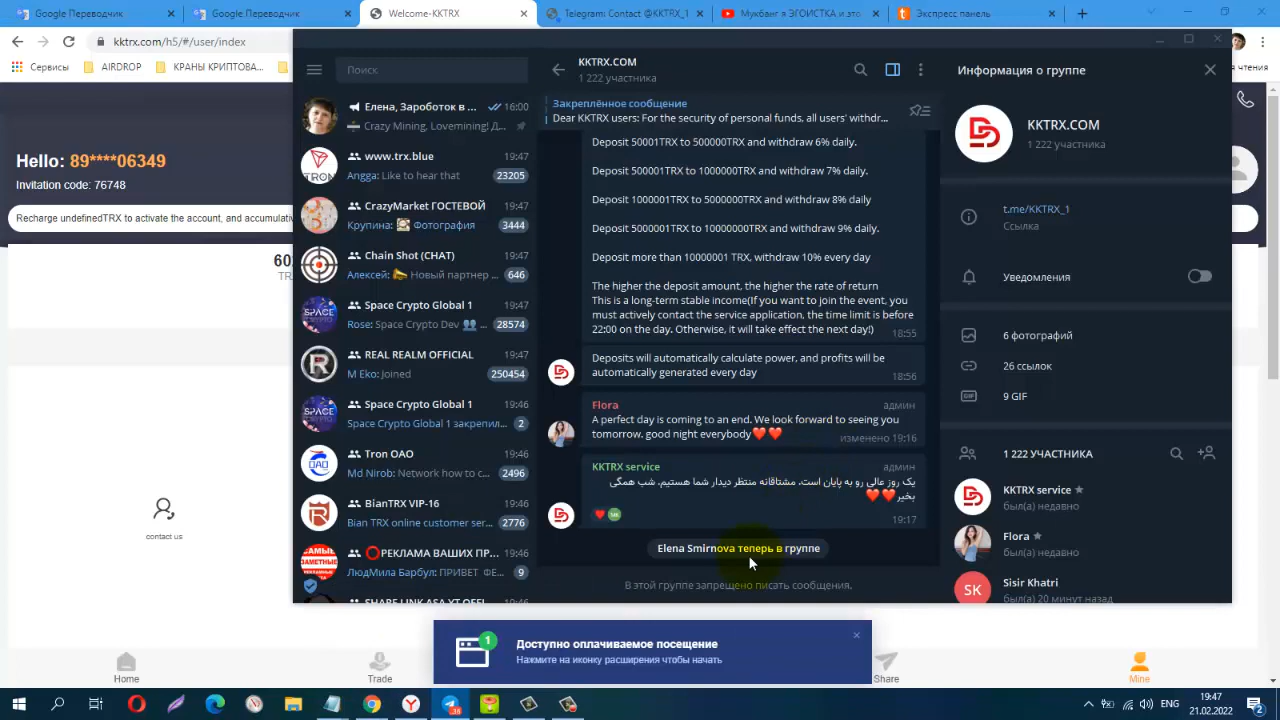 Google Переводчик
Google Переводчик
Welcome-KKTRX
Telegram: Contact @KKTRX_1
Мукбанг Я ЭГОИСТКА и это
Экспресс панель
kktrx.com/h5/#/user/index
Сервисы
AIRDROP
КРАНЫ КРИПТОВА...
Hello: 89****06349
Invitation code: 76748
Recharge undefinedTRX to activate the account, and accumulativ
contact us
Home
Trade
Share
Mine
Поиск
Елена, Зароботок в ...
16:00
Crazy Mining, Lovemining! Д...
www.trx.blue
19:47
Angga: Like to hear that
23205
TRON
CrazyMarket ГОСТЕВОЙ
19:47
Крупина: Фотография
3444
Chain Shot (CHAT)
19:47
Алексей: Новый партнер ...
646
Space Crypto Global 1
19:47
Rose: Space Crypto Dev ...
28574
REAL REALM OFFICIAL
19:47
M Eko: Joined
250454
Space Crypto Global 1
19:46
Space Crypto Global 1 закрепил...
2
Tron OAO
19:46
Md Nirob: Network how to c...
2496
BianTRX VIP-16
19:46
Bian TRX online customer ser...
2776
РЕКЛАМА ВАШИХ ПР...
19:46
ЛюдМила Барбул: ПРИВЕТ ФЕ...
9
KKTRX.COM
1 222 участника
Закреплённое сообщение
Dear KKTRX users: For the security of personal funds, all users' withdr...
Deposit 50001TRX to 500000TRX and withdraw 6% daily.
Deposit 500001TRX to 1000000TRX and withdraw 7% daily.
Deposit 1000001TRX to 5000000TRX and withdraw 8% daily
Deposit 5000001TRX to 10000000TRX and withdraw 9% daily.
Deposit more than 10000001 TRX, withdraw 10% every day
The higher the deposit amount, the higher the rate of return
This is a long-term stable income(If you want to join the event, you
must actively contact the service application, the time limit is before
22:00 on the day. Otherwise, it will take effect the next day!)
18:55
Deposits will automatically calculate power, and profits will be
automatically generated every day
18:56
Flora
админ
A perfect day is coming to an end. We look forward to seeing you
tomorrow. good night everybody❤️❤️
изменено 19:16
KKTRX service
админ
یک روز عالی رو به پایان است. مشتاقانه منتظر دیدار شما هستیم. شب همگی
بخیر❤️❤️
19:17
Elena Smirnova теперь в группе
В этой группе запрещено писать сообщения.
Информация о группе
KKTRX.COM
1 222 участника
t.me/KKTRX_1
Ссылка
Уведомления
6 фотографий
26 ссылок
9 GIF
1 222 УЧАСТНИКА
KKTRX service
был(а) недавно
Flora
был(а) недавно
SK
Sisir Khatri
был(а) 20 минут назад
1
Доступно оплачиваемое посещение
Нажмите на иконку расширения чтобы начать
ENG
19:47
21.02.2022
2